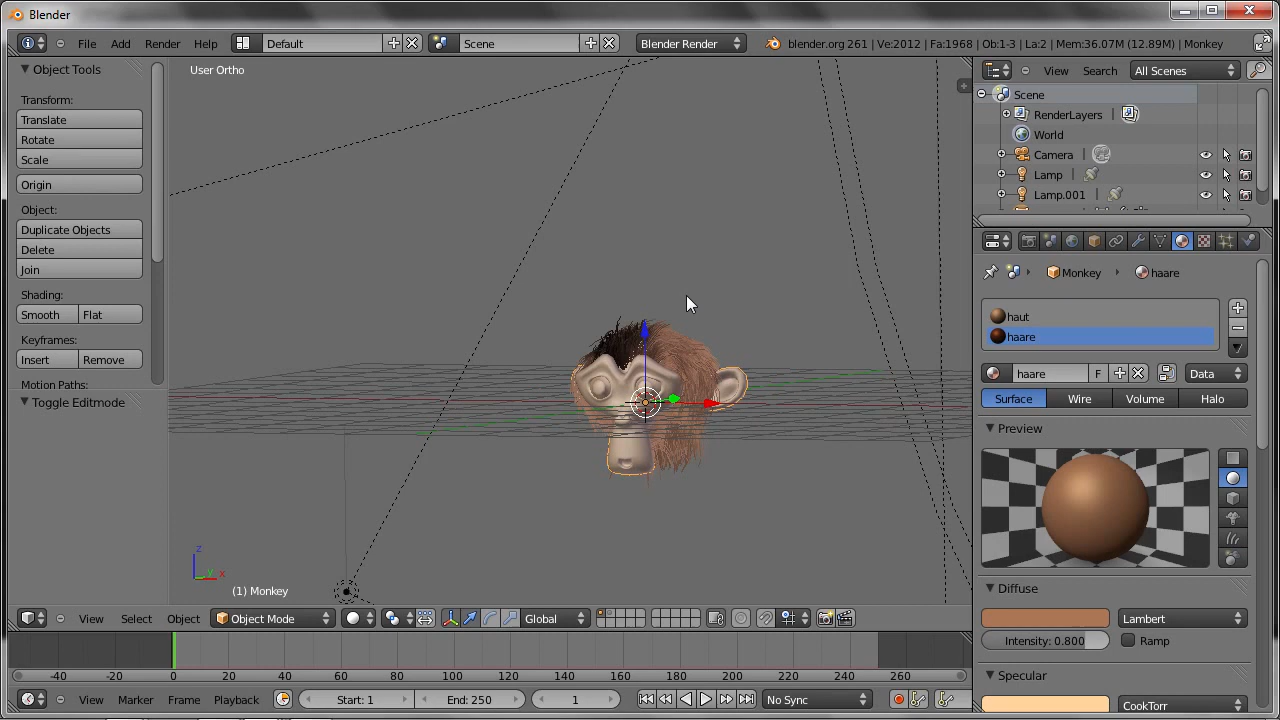 Blender
File Add Render Help Default Scene Blender Render blender.org 261 | Ve:2012 | Fa:1968 | Ob:1-3 | La:2 | Mem:36.07M (12.89M) | Monkey
Object Tools
Transform:
Translate
Rotate
Scale
Origin
Object:
Duplicate Objects
Delete
Join
Shading:
Smooth Flat
Keyframes:
Insert Remove
Motion Paths:
Toggle Editmode
User Ortho
z
y x
(1) Monkey
View Select Object Object Mode Global
-40 -20 0 20 40 60 80 100 120 140 160 180 200 220 240 260
View Marker Frame Playback Start: 1 End: 250 1 No Sync
View Search All Scenes
Scene
RenderLayers |
World
Camera |
Lamp |
Lamp.001 |
Monkey haare
haut
haare
haare F Data
Surface Wire Volume Halo
Preview
Diffuse
Lambert
Intensity: 0.800 Ramp
Specular
CookTorr